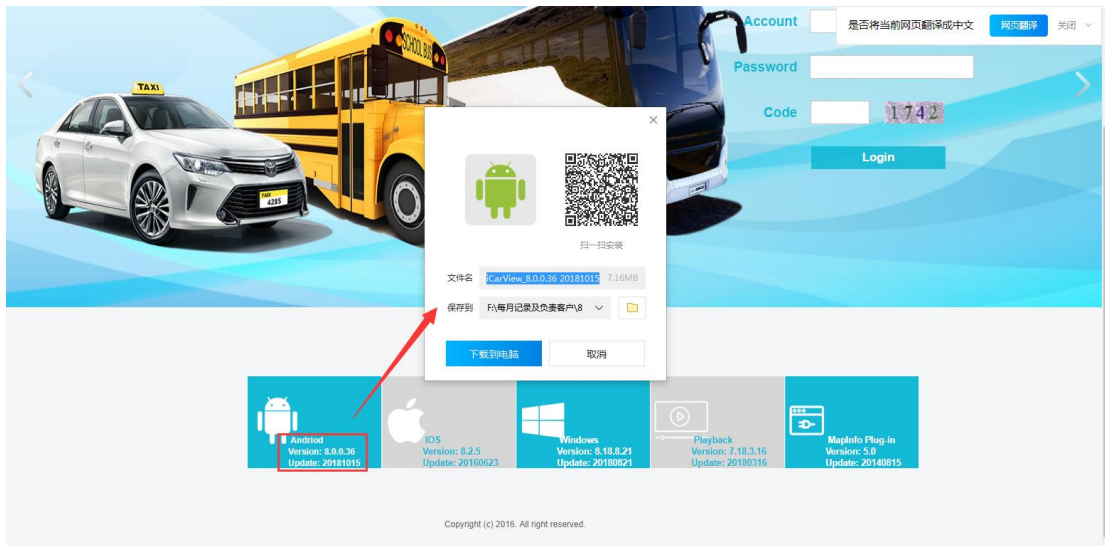 Account
是否将当前网页翻译成中文
网页翻译
关闭
Password
Code
1742
Login
TAXI
SCHOOL BUS
TAXI
4285
扫一扫安装
文件名
iCarView_8.0.0.36 20181015
7.16MB
保存到
F:\每月记录及负责客户\8
下载到电脑
取消
Andriod
Version: 8.0.0.36
Update: 20181015
IOS
Version: 8.2.5
Update: 20160623
Windows
Version: 8.18.8.21
Update: 20180821
Playback
Version: 7.18.3.16
Update: 20180316
MapInfo Plug-in
Version: 5.0
Update: 20140815
Copyright (c) 2016. All right reserved.